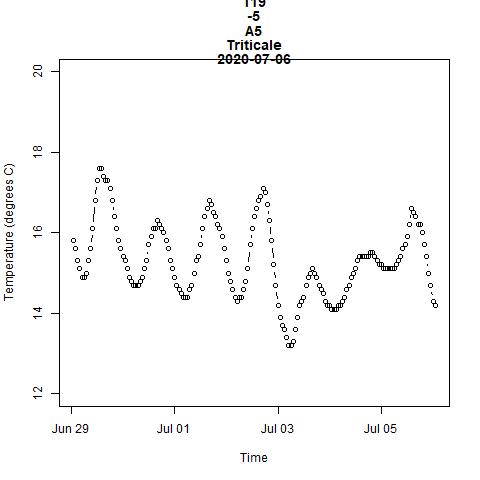 -5
A5
Triticale
2020-07-06
20
18
16
14
12
Temperature (degrees C)
Jun 29
Jul 01
Jul 03
Jul 05
Time